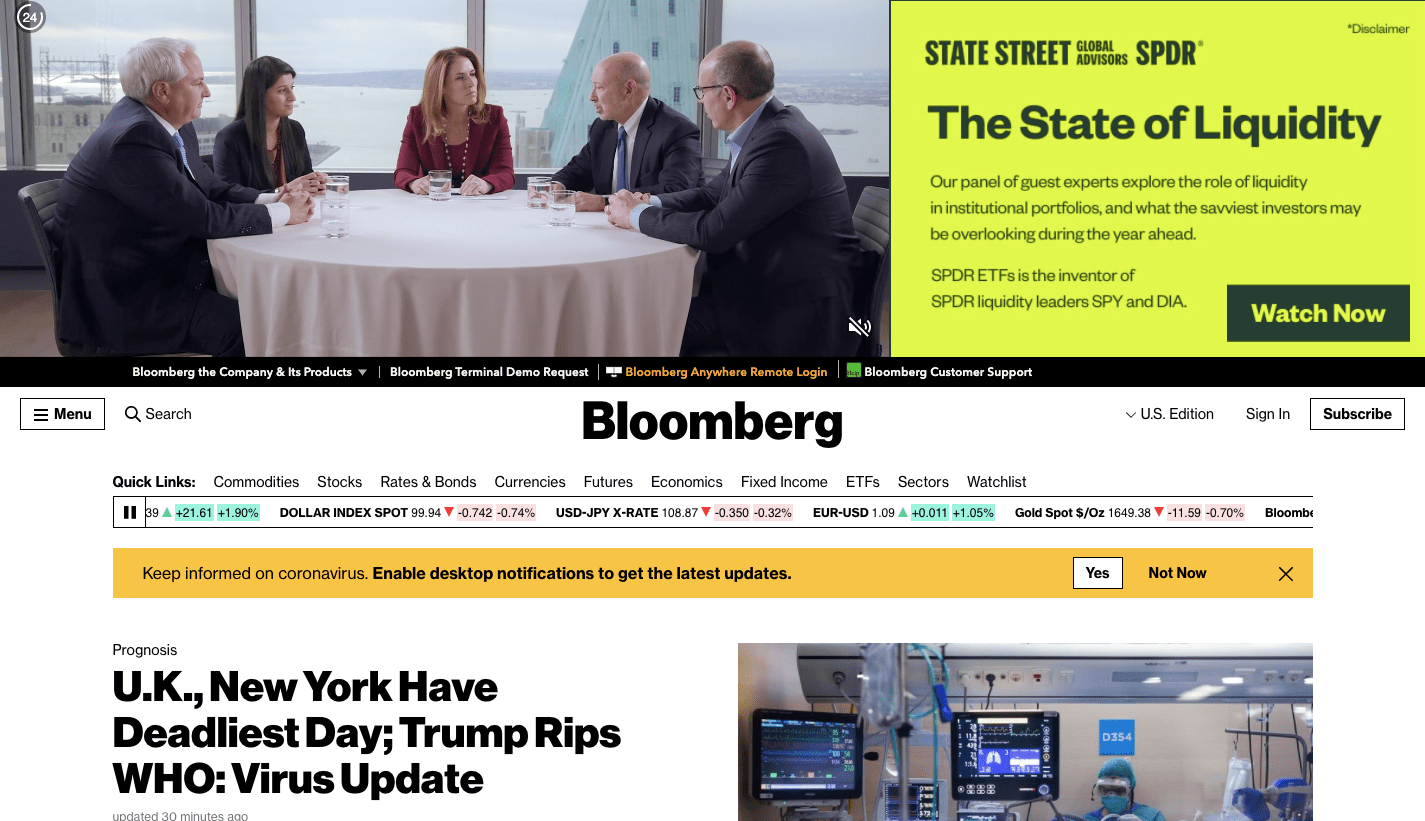 24
*Disclaimer
STATE STREET GLOBAL ADVISORS SPDR®
The State of Liquidity
Our panel of guest experts explore the role of liquidity
in institutional portfolios, and what the savviest investors may
be overlooking during the year ahead.
SPDR ETFs is the inventor of
SPDR liquidity leaders SPY and DIA.
Watch Now
Bloomberg the Company & Its Products | Bloomberg Terminal Demo Request | Bloomberg Anywhere Remote Login | Help Bloomberg Customer Support
Menu Search Bloomberg U.S. Edition Sign In Subscribe
Quick Links: Commodities Stocks Rates & Bonds Currencies Futures Economics Fixed Income ETFs Sectors Watchlist
39 ▲ +21.61 +1.90% DOLLAR INDEX SPOT 99.94 ▼ -0.742 -0.74% USD-JPY X-RATE 108.87 ▼ -0.350 -0.32% EUR-USD 1.09 ▲ +0.011 +1.05% Gold Spot $/Oz 1649.38 ▼ -11.59 -0.70% Bloombe
Keep informed on coronavirus. Enable desktop notifications to get the latest updates. Yes Not Now
Prognosis
U.K., New York Have
Deadliest Day; Trump Rips
WHO: Virus Update
updated 30 minutes ago
D354